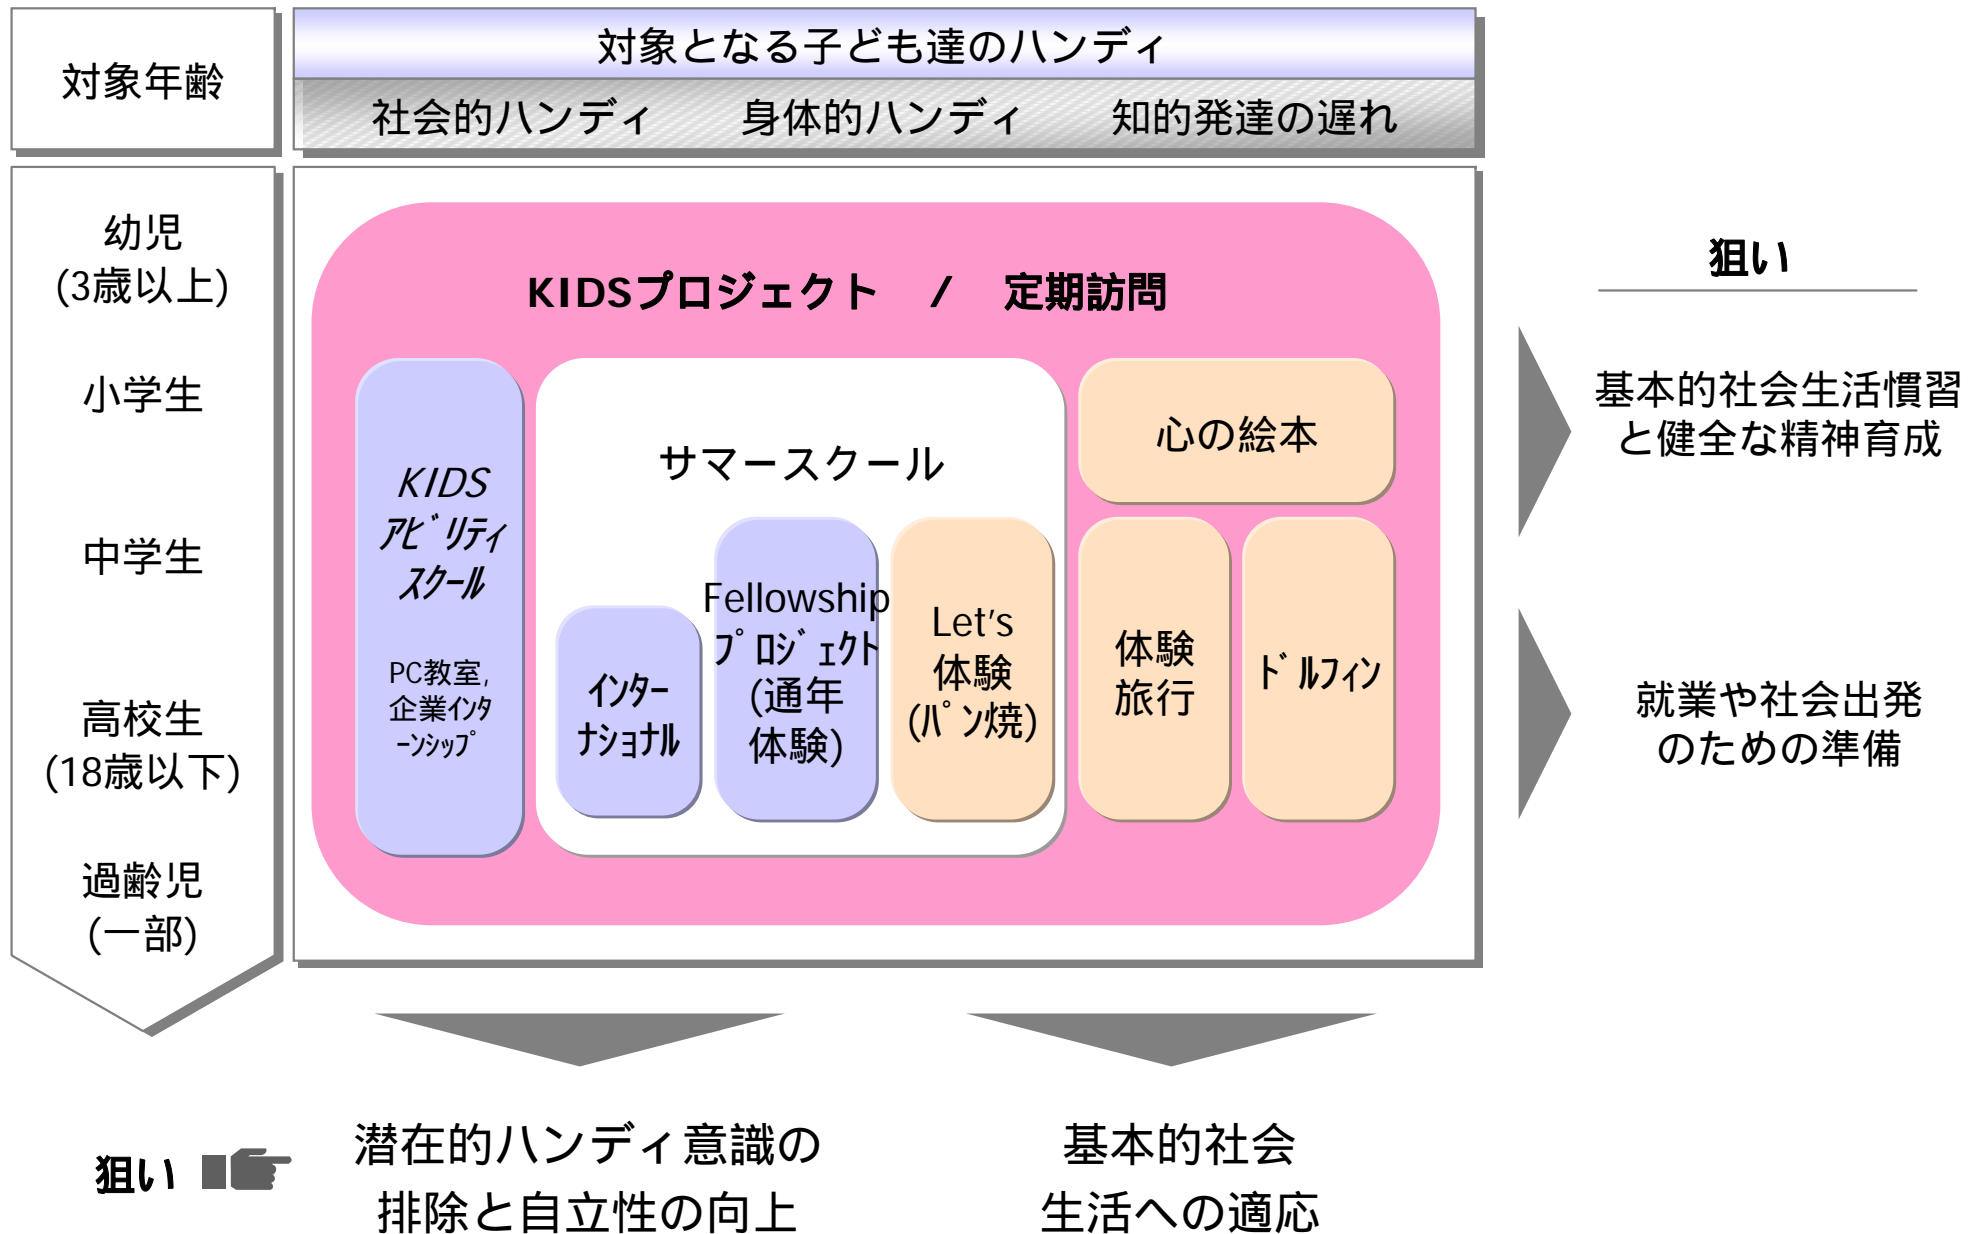 対象年齢
対象となる子ども達のハンディ
社会的ハンディ 身体的ハンディ 知的発達の遅れ
幼児
(3歳以上)
小学生
中学生
高校生
(18歳以下)
過齢児
(一部)
KIDSプロジェクト / 定期訪問
KIDS
ｱﾋﾞﾘﾃｨ
ｽｸｰﾙ
PC教室,
企業ｲﾝﾀ
ｰﾝｼｯﾌﾟ
サマースクール
ｲﾝﾀｰ
ﾅｼｮﾅﾙ
Fellowship
ﾌﾟﾛｼﾞｪｸﾄ
(通年
体験)
Let's
体験
(ﾊﾟﾝ焼)
心の絵本
体験
旅行
ﾄﾞﾙﾌｨﾝ
狙い
基本的社会生活慣習
と健全な精神育成
就業や社会出発
のための準備
狙い
潜在的ハンディ意識の
排除と自立性の向上
基本的社会
生活への適応